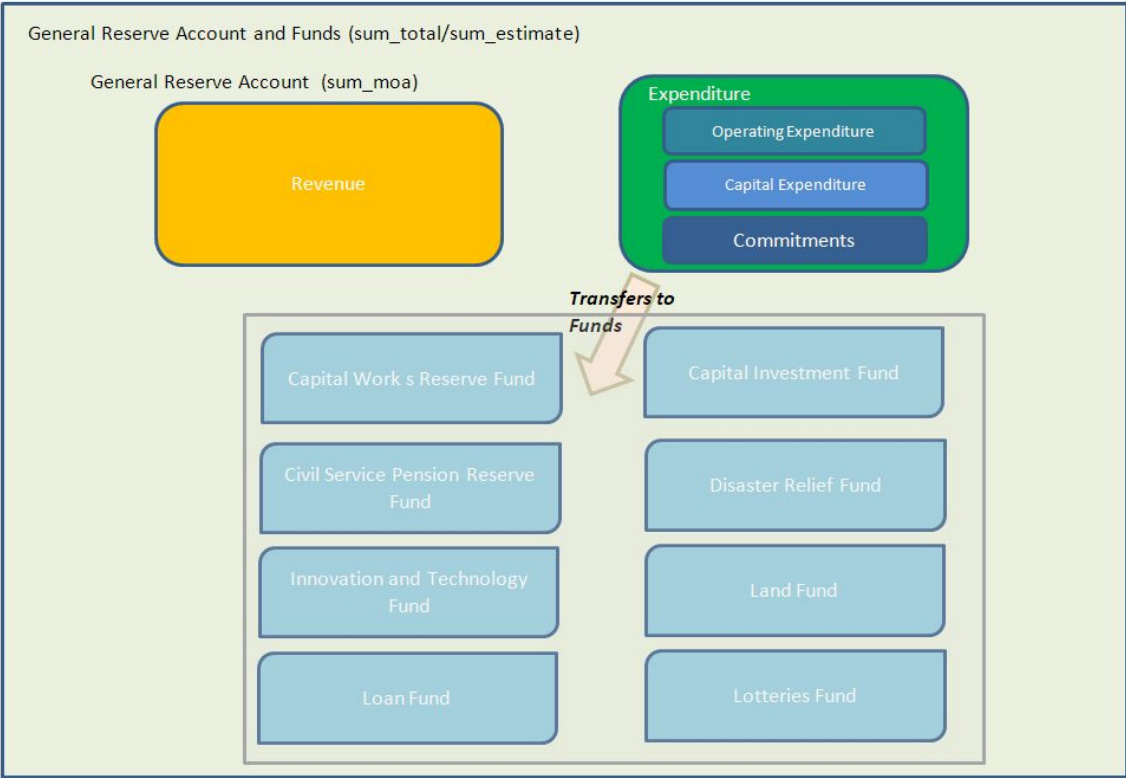 General Reserve Account and Funds (sum_total/sum_estimate)
General Reserve Account (sum_moa)
Revenue
Expenditure
Operating Expenditure
Capital Expenditure
Commitments
Transfers to
Funds
Capital Work s Reserve Fund
Capital Investment Fund
Civil Service Pension Reserve
Fund
Disaster Relief Fund
Innovation and Technology
Fund
Land Fund
Loan Fund
Lotteries Fund